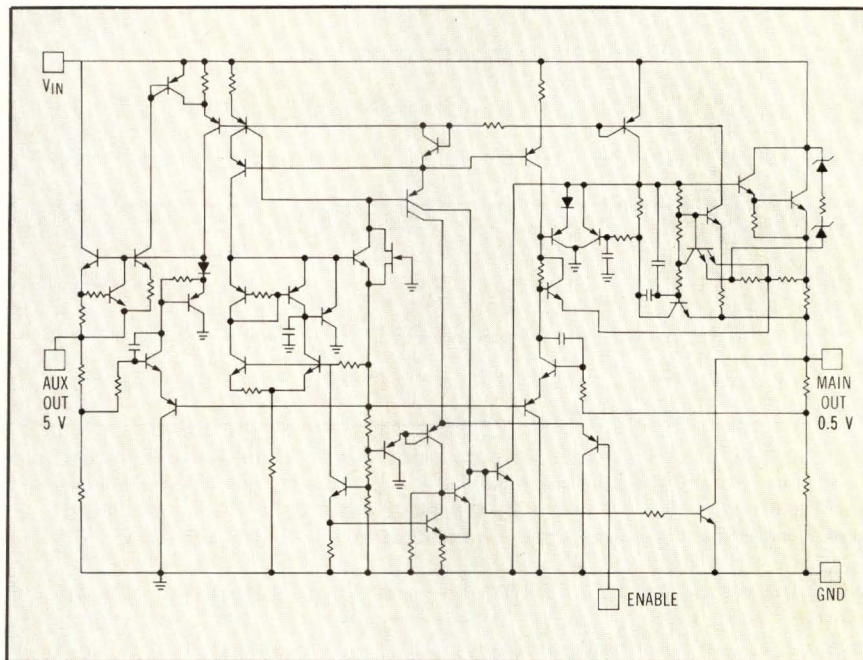 VIN
AUX
OUT
5 V
MAIN
OUT
0.5 V
ENABLE
GND